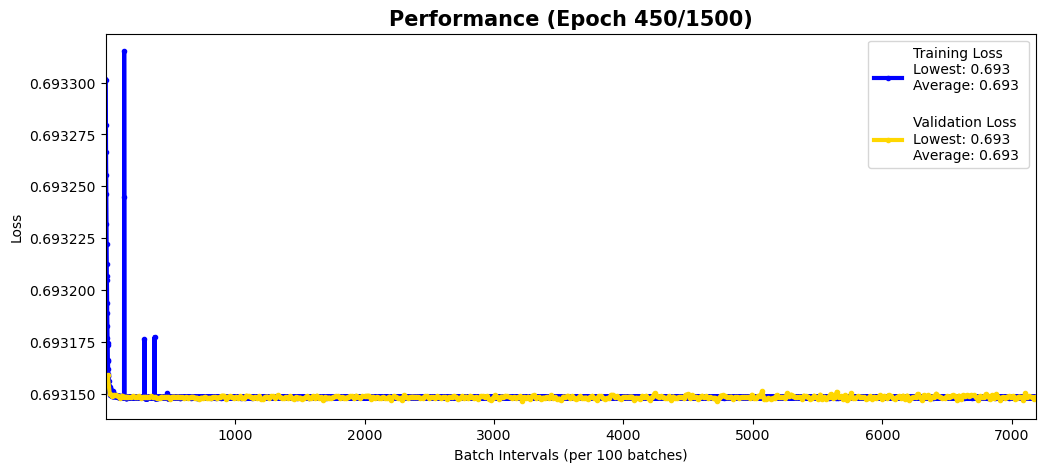 Performance (Epoch 450/1500)
Training Loss
Lowest: 0.693
Average: 0.693
Validation Loss
Lowest: 0.693
Average: 0.693
Loss
0.693300
0.693275
0.693250
0.693225
0.693200
0.693175
0.693150
1000 2000 3000 4000 5000 6000 7000
Batch Intervals (per 100 batches)